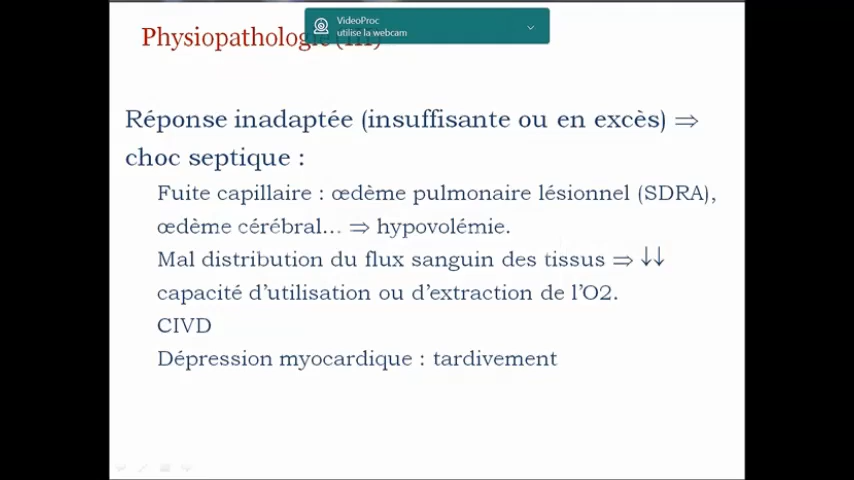 VideoProc
utilise la webcam
Physiopathologie (III)
Réponse inadaptée (insuffisante ou en excès) ⇒
choc septique :
Fuite capillaire : œdème pulmonaire lésionnel (SDRA),
œdème cérébral... ⇒ hypovolémie.
Mal distribution du flux sanguin des tissus ⇒ ↓↓
capacité d’utilisation ou d’extraction de l’O2.
CIVD
Dépression myocardique : tardivement